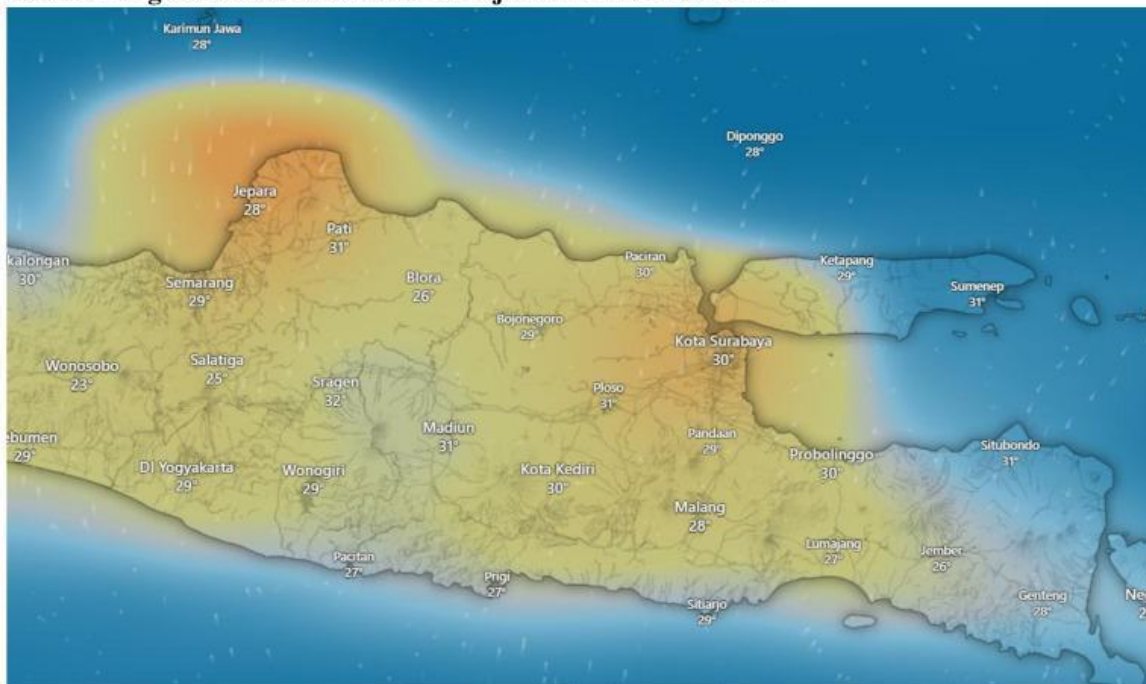 Karimun Jawa
28°
Diponggo
28°
Jepara
28°
Pati
31°
kalongan
30°
Semarang
29°
Blora
26°
Paciran
30°
Ketapang
29°
Sumenep
31°
Bojonegoro
29°
Kota Surabaya
30°
Wonosobo
23°
Salatiga
25°
Sragen
32°
Ploso
31°
Madiun
31°
Pandaan
29°
ebumen
29°
DI Yogyakarta
29°
Wonogiri
29°
Kota Kediri
30°
Probolinggo
30°
Situbondo
31°
Malang
28°
Lumajang
27°
Jember
26°
Pacitan
27°
Prigi
27°
Sitiarjo
29°
Genteng
28°
Neg
2